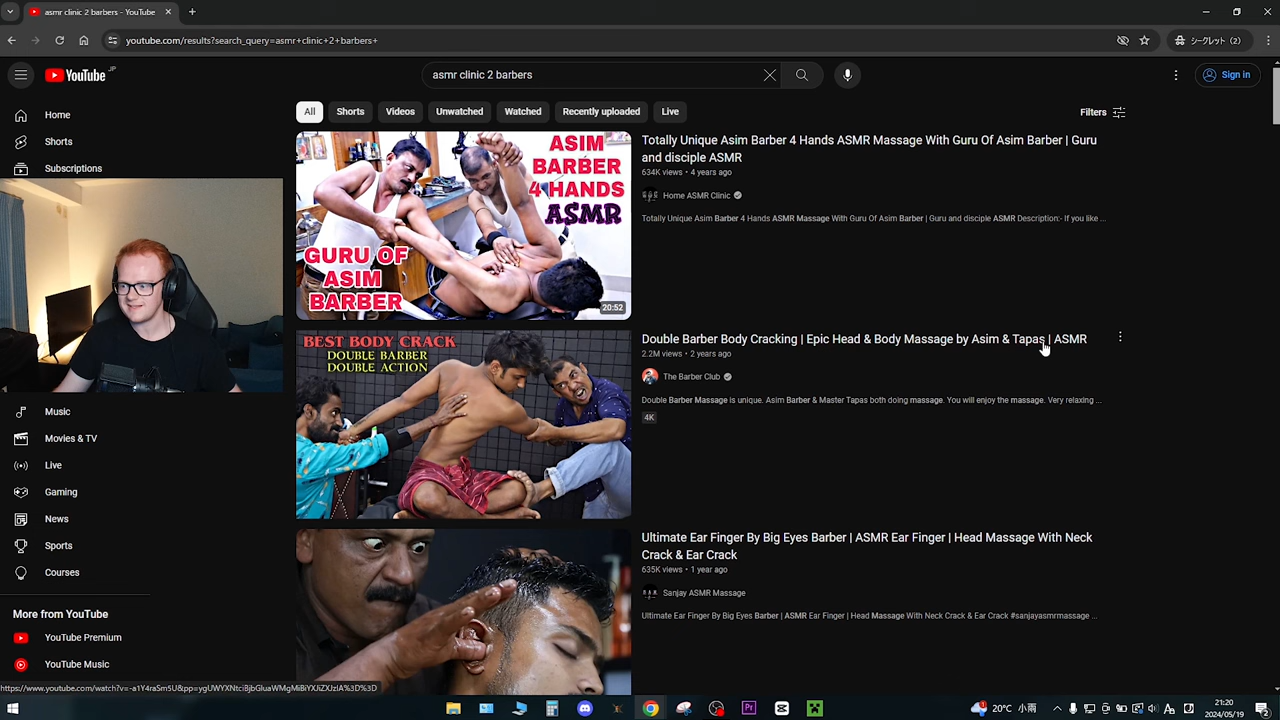 asmr clinic 2 barbers - YouTube
youtube.com/results?search_query=asmr+clinic+2+barbers+
シークレット (2)
YouTube JP
asmr clinic 2 barbers
Sign in
Home
Shorts
Subscriptions
Music
Movies & TV
Live
Gaming
News
Sports
Courses
More from YouTube
YouTube Premium
YouTube Music
All
Shorts
Videos
Unwatched
Watched
Recently uploaded
Live
Filters
ASIM
BARBER
4 HANDS
ASMR
GURU OF
ASIM
BARBER
20:52
Totally Unique Asim Barber 4 Hands ASMR Massage With Guru Of Asim Barber | Guru
and disciple ASMR
634K views • 4 years ago
Home ASMR Clinic
Totally Unique Asim Barber 4 Hands ASMR Massage With Guru Of Asim Barber | Guru and disciple ASMR Description:- If you like ...
BEST BODY CRACK
DOUBLE BARBER
DOUBLE ACTION
Double Barber Body Cracking | Epic Head & Body Massage by Asim & Tapas | ASMR
2.2M views • 2 years ago
The Barber Club
Double Barber Massage is unique. Asim Barber & Master Tapas both doing massage. You will enjoy the massage. Very relaxing ...
4K
Ultimate Ear Finger By Big Eyes Barber | ASMR Ear Finger | Head Massage With Neck
Crack & Ear Crack
635K views • 1 year ago
Sanjay ASMR Massage
Ultimate Ear Finger By Big Eyes Barber | ASMR Ear Finger | Head Massage With Neck Crack & Ear Crack #sanjayasmrmassage ...
20°C 小雨
21:20
2024/05/19